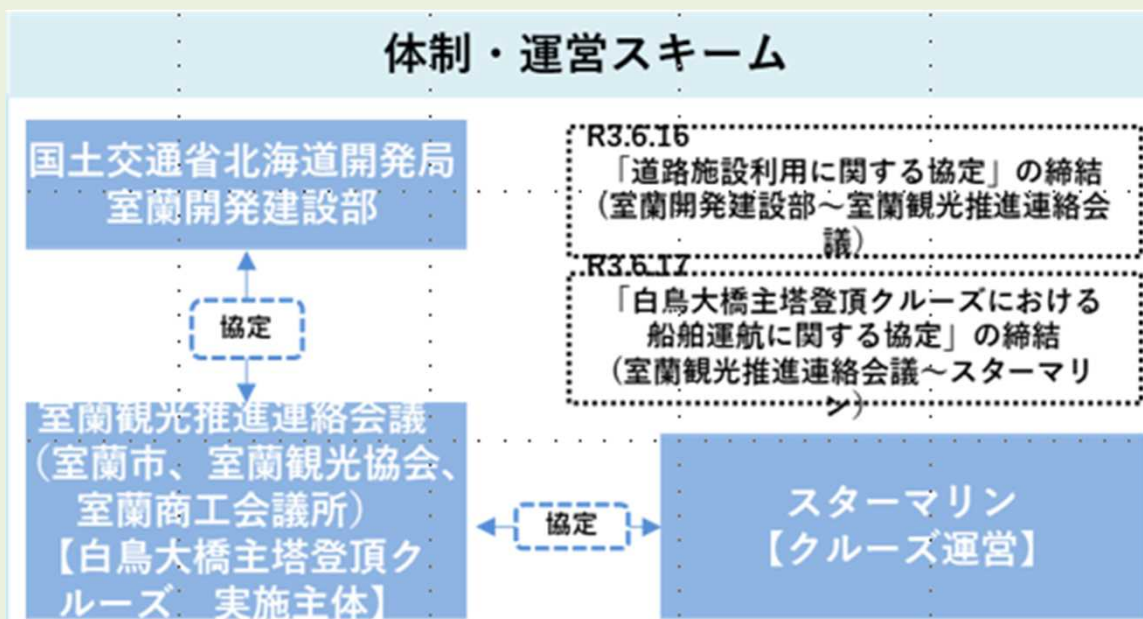 体制・運営スキーム
国土交通省北海道開発局
室蘭開発建設部
R3.6.16
「道路施設利用に関する協定」の締結
（室蘭開発建設部～室蘭観光推進連絡会
議）
R3.6.17
「白鳥大橋主塔登頂クルーズにおける
船舶運航に関する協定」の締結
（室蘭観光推進連絡会議～スターマリ
ン）
協定
室蘭観光推進連絡会議
（室蘭市、室蘭観光協会、
室蘭商工会議所）
【白鳥大橋主塔登頂ク
ルーズ　実施主体】
協定
スターマリン
【クルーズ運営】